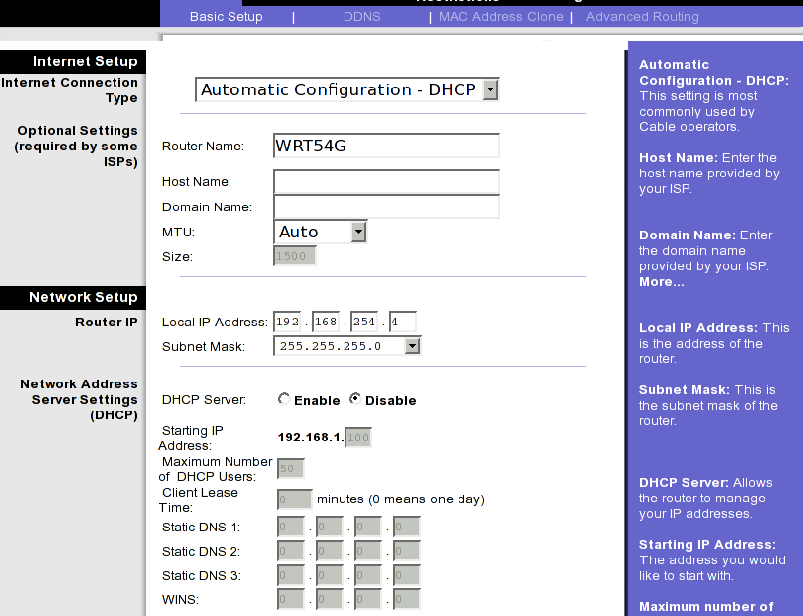 Basic Setup | DDNS | MAC Address Clone | Advanced Routing
Internet Setup
Internet Connection
Type
Automatic Configuration - DHCP
Optional Settings
(required by some
ISPs)
Router Name: WRT54G
Host Name
Domain Name:
MTU: Auto
Size: 1500
Network Setup
Router IP
Local IP Address: 192 . 168 . 254 . 4
Subnet Mask: 255.255.255.0
Network Address
Server Settings
(DHCP)
DHCP Server: Enable Disable
Starting IP
Address: 192.168.1. 100
Maximum Number
of DHCP Users: 50
Client Lease
Time: 0 minutes (0 means one day)
Static DNS 1: 0 . 0 . 0 . 0
Static DNS 2: 0 . 0 . 0 . 0
Static DNS 3: 0 . 0 . 0 . 0
WINS: 0 . 0 . 0 . 0
Automatic
Configuration - DHCP:
This setting is most
commonly used by
Cable operators.
Host Name: Enter the
host name provided by
your ISP.
Domain Name: Enter
the domain name
provided by your ISP.
More...
Local IP Address: This
is the address of the
router.
Subnet Mask: This is
the subnet mask of the
router.
DHCP Server: Allows
the router to manage
your IP addresses.
Starting IP Address:
The address you would
like to start with.
Maximum number of